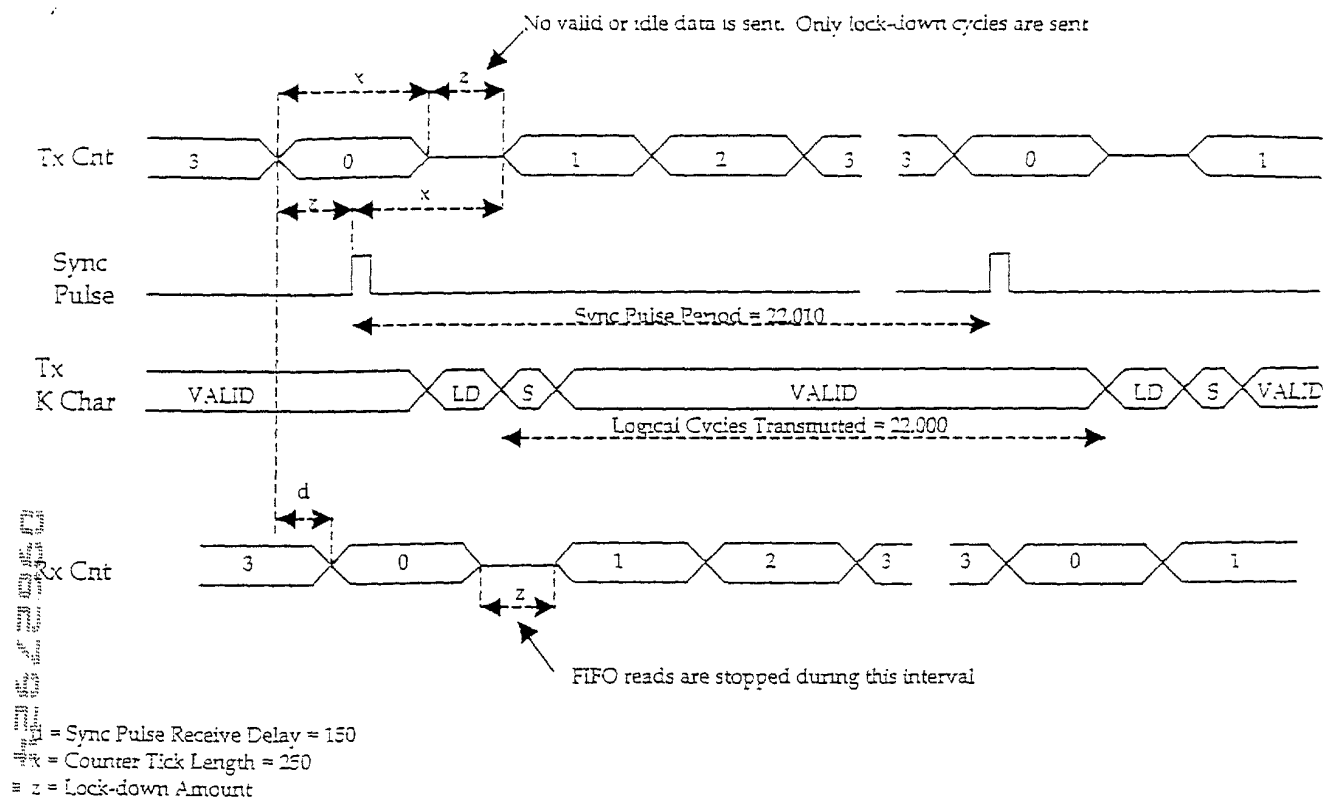 No valid or idle data is sent. Only lock-down cycles are sent
x
z
Tx Cnt
3
0
1
2
3
3
0
1
z
x
Sync
Pulse
Sync Pulse Period = 22.010
Tx
K Char
VALID
LD
S
VALID
LD
S
VALID
Logical Cycles Transmitted = 22.000
d
Rx Cnt
3
0
1
2
3
3
0
1
z
FIFO reads are stopped during this interval
d = Sync Pulse Receive Delay = 150
x = Counter Tick Length = 250
z = Lock-down Amount